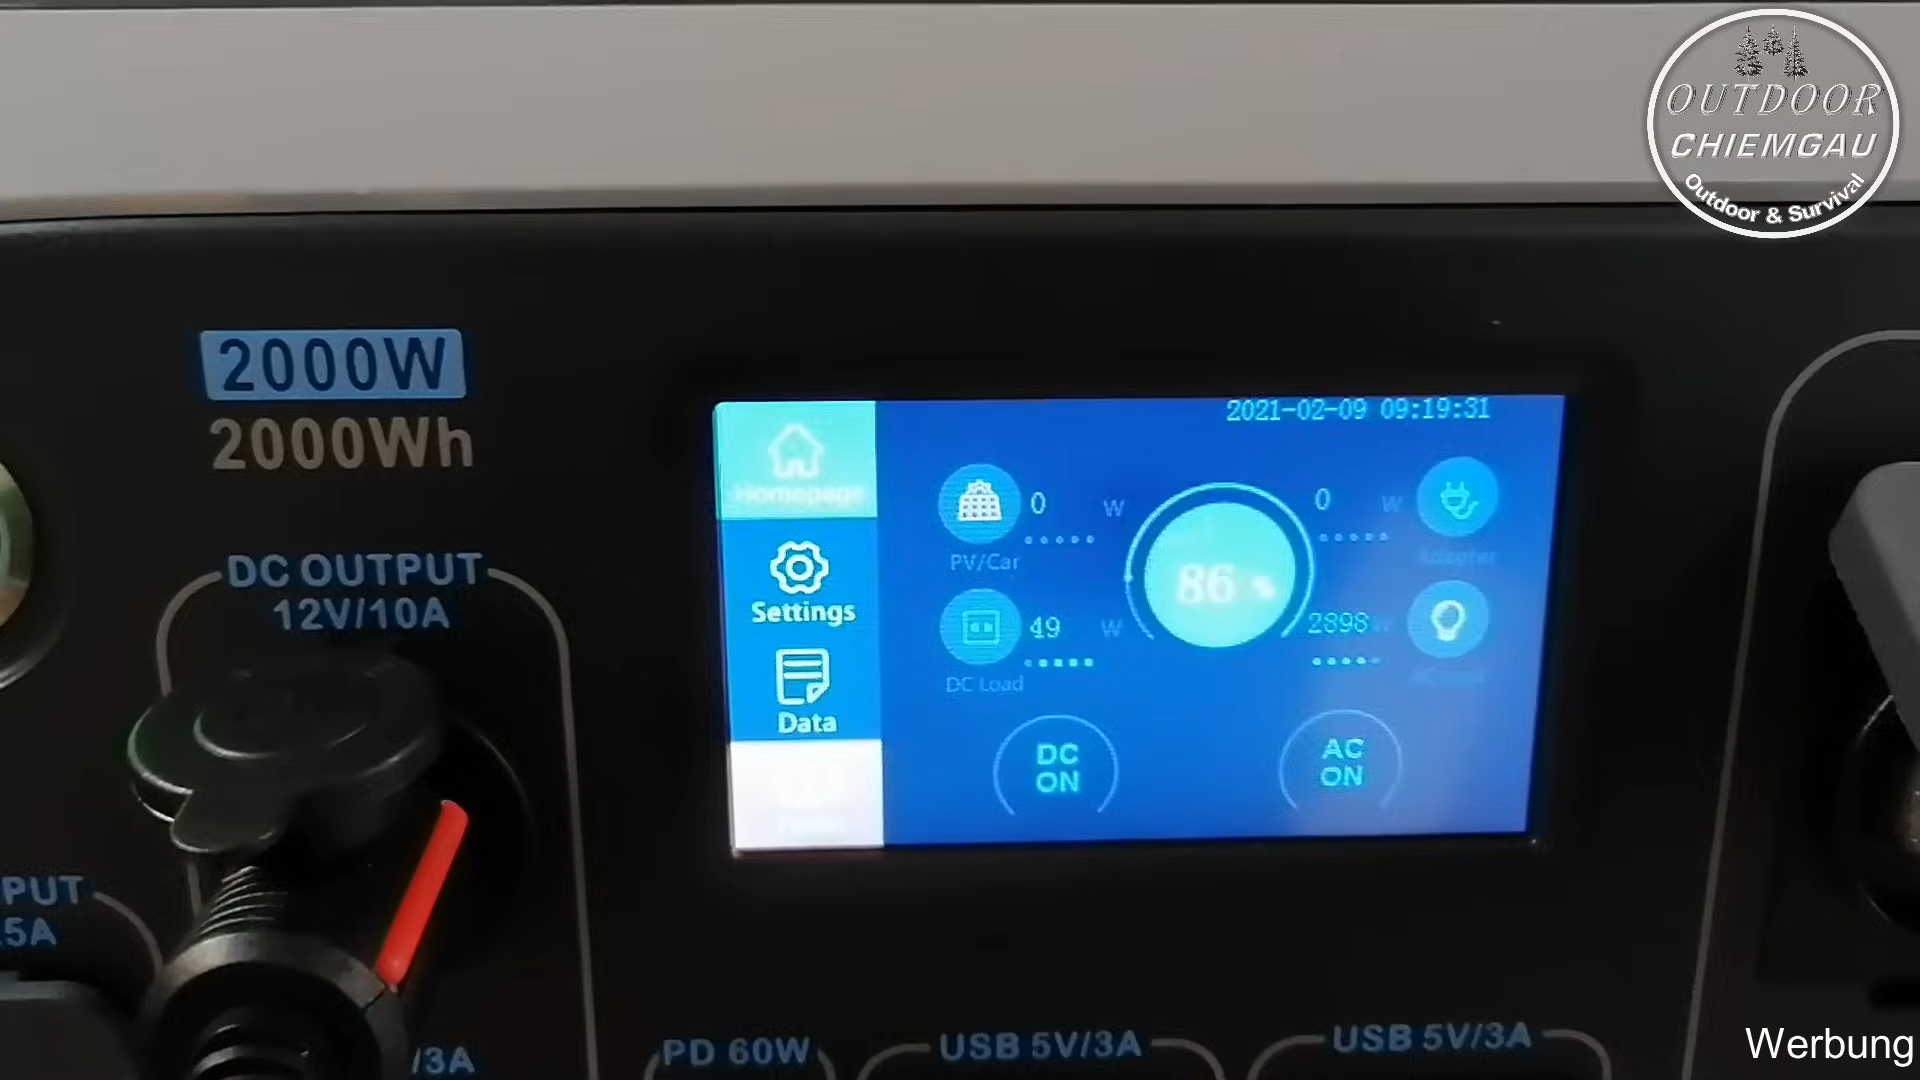 OUTDOOR
CHIEMGAU
Outdoor & Survival
2000W
2000Wh
2021-02-09 09:19:31
Homepage
0 W
0 W
PV/Car
Adapter
86 %
Settings
49 W
2898W
DC Load
Data
DC
ON
AC
ON
DC OUTPUT
12V/10A
PUT
.5A
/3A
PD 60W
USB 5V/3A
USB 5V/3A
Werbung